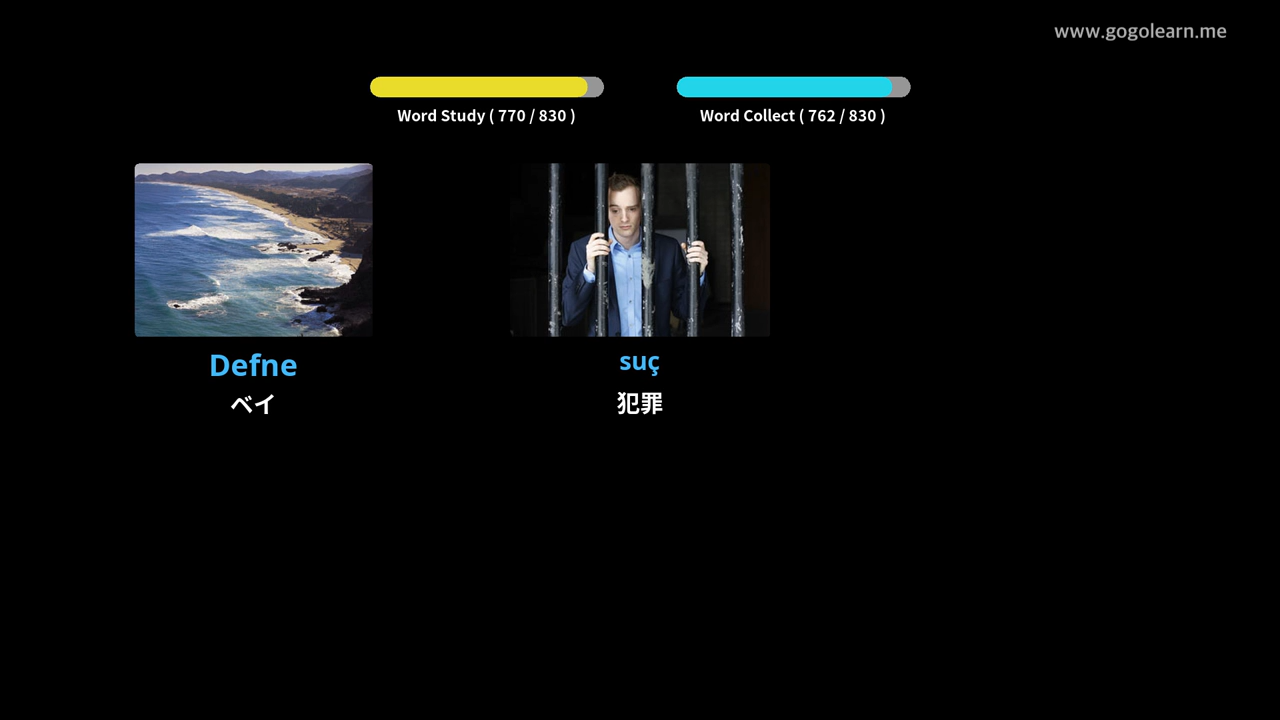 www.gogolearn.me
Word Study ( 770 / 830 )
Word Collect ( 762 / 830 )
Defne
ベイ
suç
犯罪